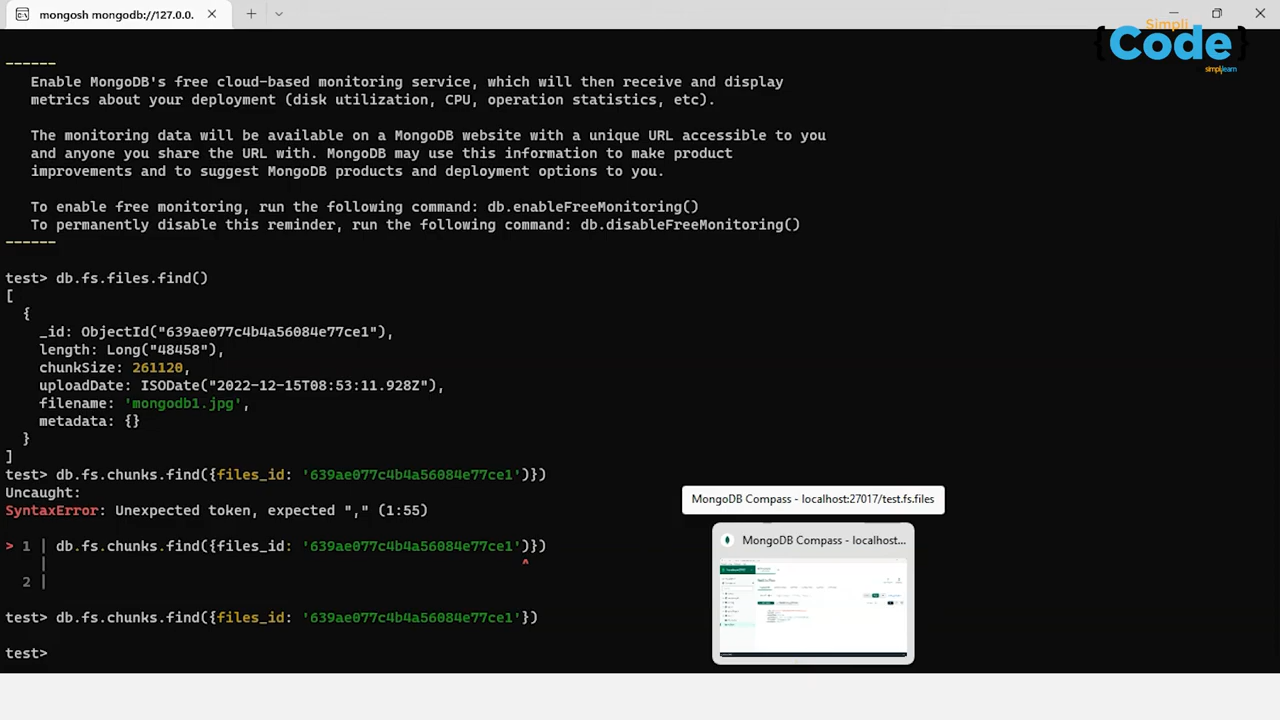 mongosh mongodb://127.0.0.
Simpli
{Code}
simplilearn
------
Enable MongoDB's free cloud-based monitoring service, which will then receive and display
metrics about your deployment (disk utilization, CPU, operation statistics, etc).
The monitoring data will be available on a MongoDB website with a unique URL accessible to you
and anyone you share the URL with. MongoDB may use this information to make product
improvements and to suggest MongoDB products and deployment options to you.
To enable free monitoring, run the following command: db.enableFreeMonitoring()
To permanently disable this reminder, run the following command: db.disableFreeMonitoring()
------
test> db.fs.files.find()
[
{
_id: ObjectId("639ae077c4b4a56084e77ce1"),
length: Long("48458"),
chunkSize: 261120,
uploadDate: ISODate("2022-12-15T08:53:11.928Z"),
filename: 'mongodb1.jpg',
metadata: {}
}
]
test> db.fs.chunks.find({files_id: '639ae077c4b4a56084e77ce1')})
Uncaught:
SyntaxError: Unexpected token, expected "," (1:55)
> 1 | db.fs.chunks.find({files_id: '639ae077c4b4a56084e77ce1')})
| ^
2 |
test> db.fs.chunks.find({files_id: '639ae077c4b4a56084e77ce1'})
test>
MongoDB Compass - localhost:27017/test.fs.files
MongoDB Compass - localhost...